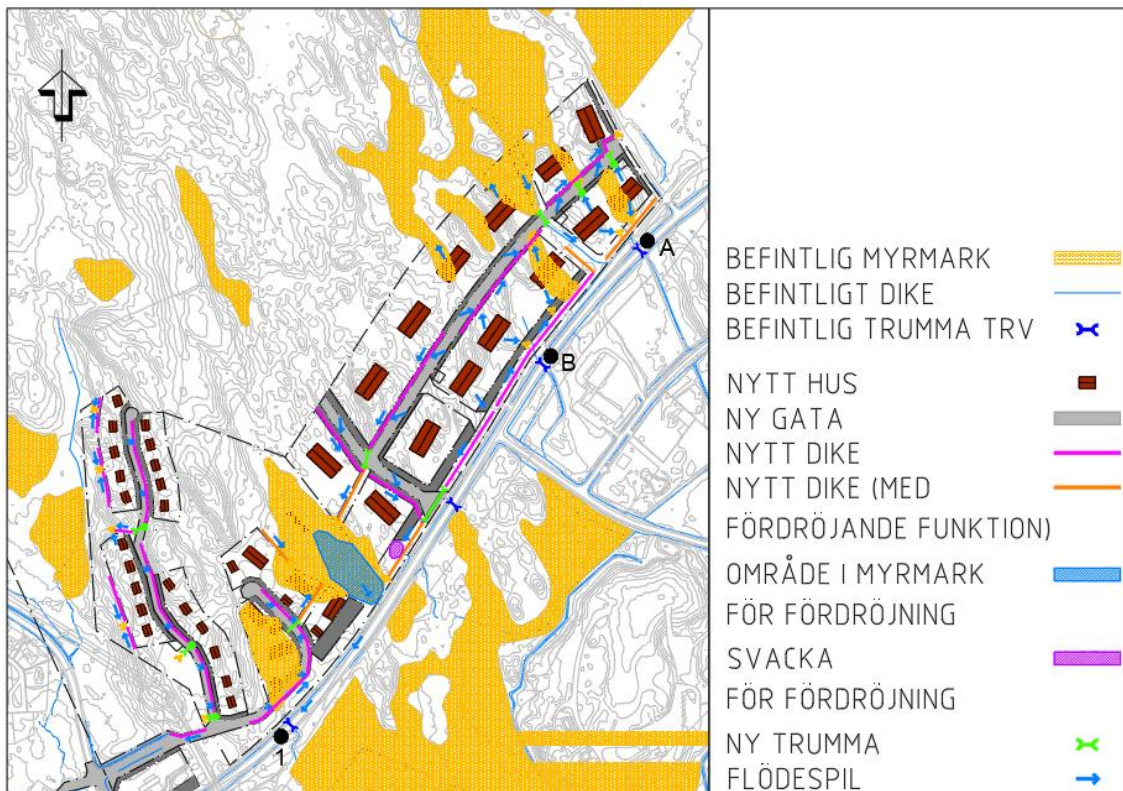 A
B
1
BEFINTLIG MYRMARK
BEFINTLIGT DIKE
BEFINTLIG TRUMMA TRV
NYTT HUS
NY GATA
NYTT DIKE
NYTT DIKE (MED
FÖRDRÖJANDE FUNKTION)
OMRÅDE I MYRMARK
FÖR FÖRDRÖJNING
SVACKA
FÖR FÖRDRÖJNING
NY TRUMMA
FLÖDESPIL